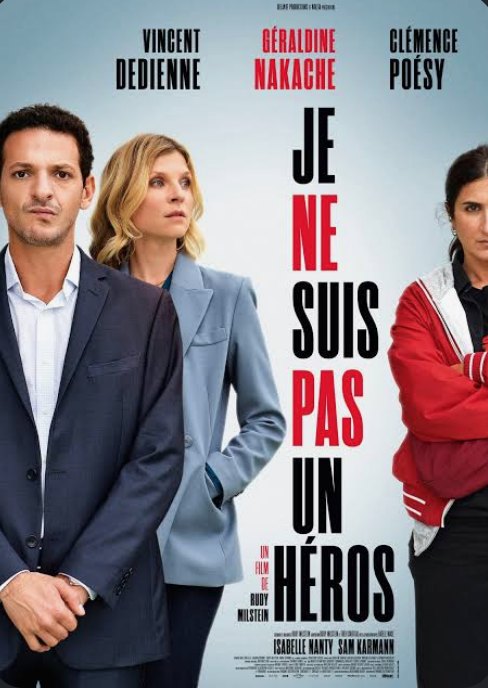 VINCENT
DEDIENNE
GÉRALDINE
NAKACHE
CLÉMENCE
POÉSY
JE
NE
SUIS
PAS
UN
HÉROS
UN
FILM
DE
RUDY
MILSTEIN
ISABELLE NANTY SAM KARMANN